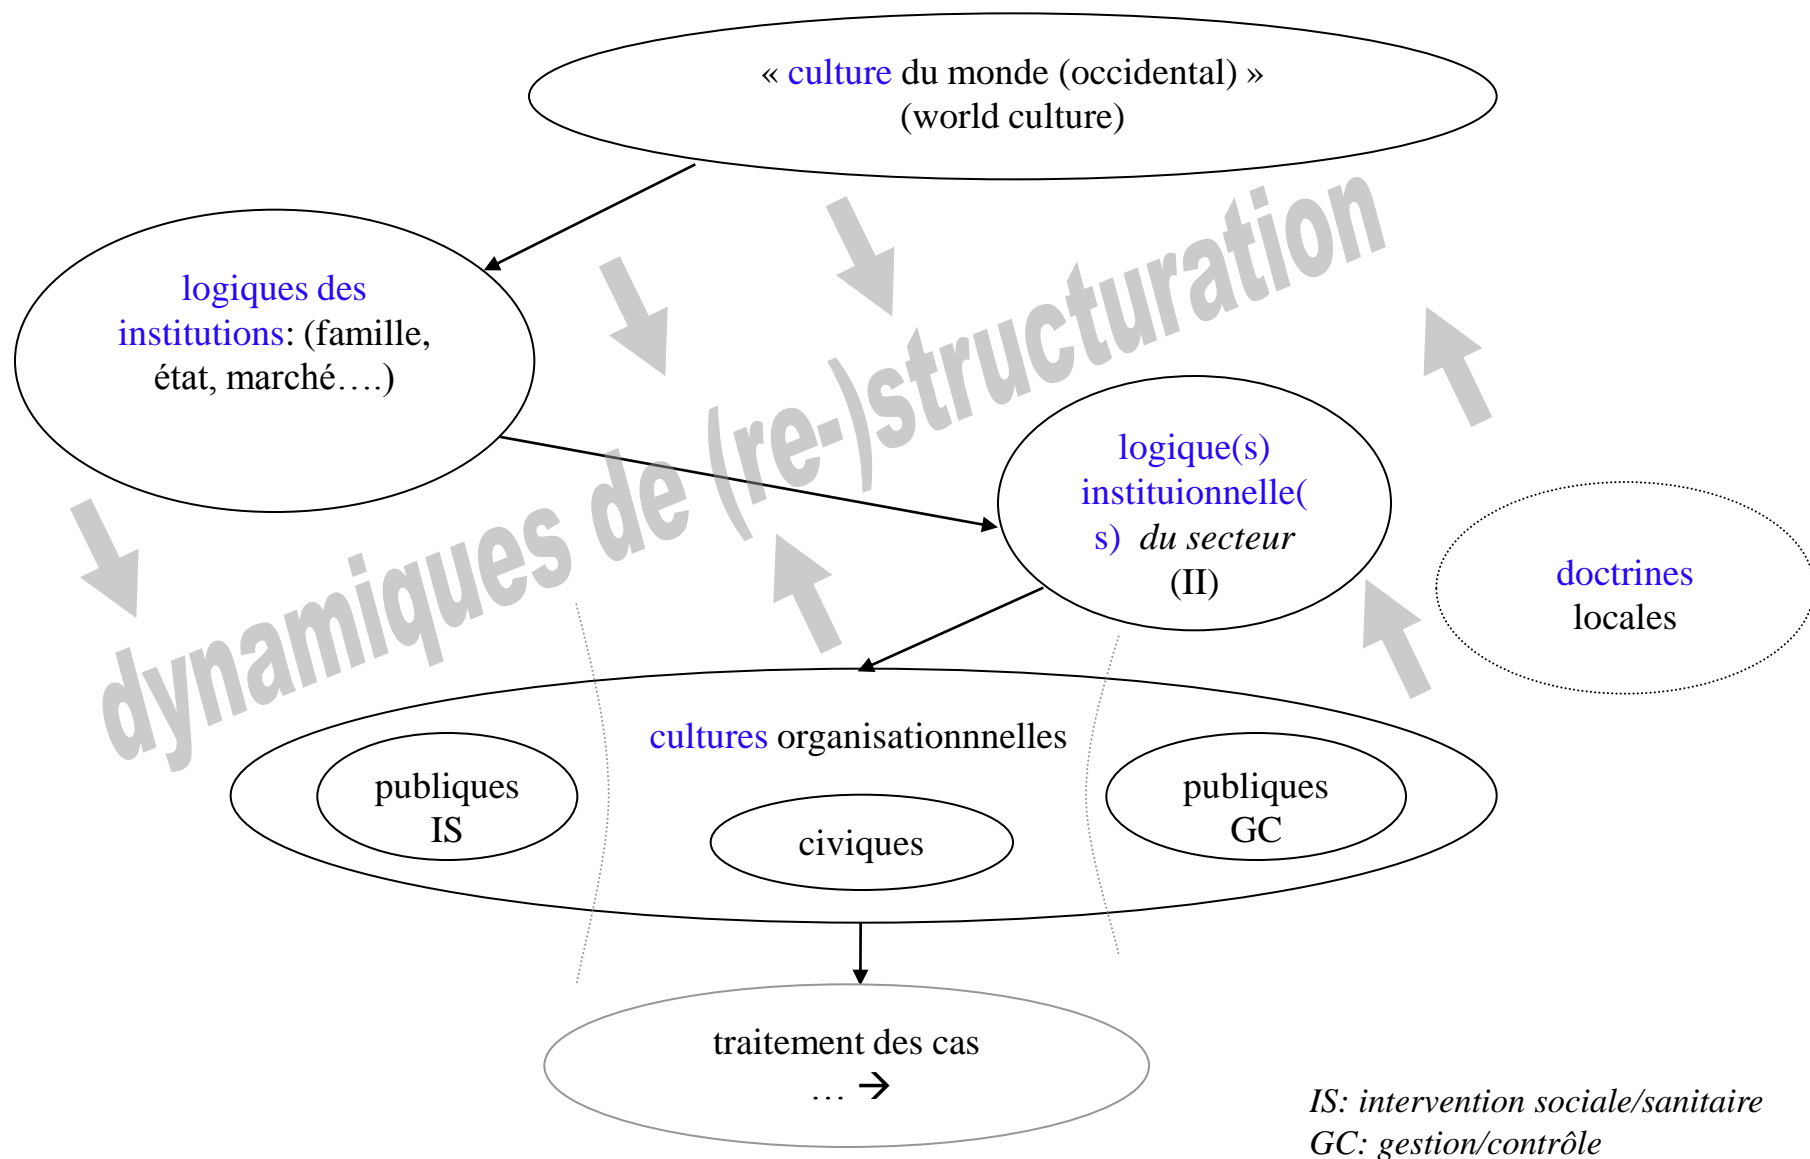 « culture du monde (occidental) »
(world culture)
logiques des
institutions: (famille,
état, marché….)
dynamiques de (re-)structuration
logique(s)
instituionnelle(
s) du secteur
(II)
doctrines
locales
cultures organisationnnelles
publiques
IS
civiques
publiques
GC
traitement des cas
… →
IS: intervention sociale/sanitaire
GC: gestion/contrôle